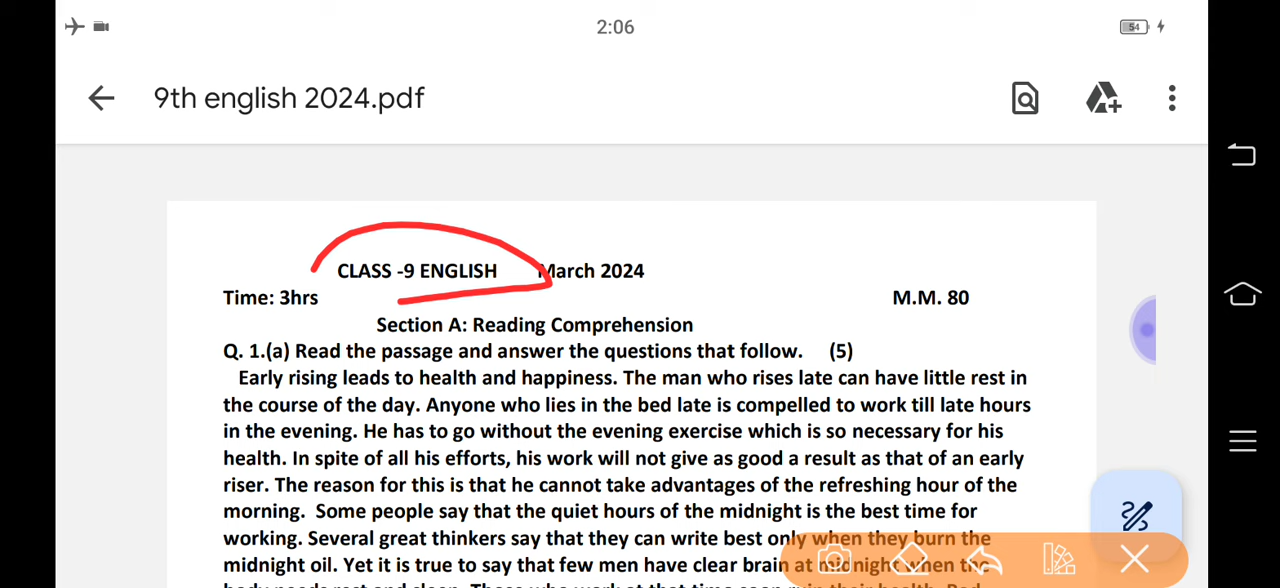 2:06
54
9th english 2024.pdf
CLASS -9 ENGLISH March 2024
Time: 3hrs M.M. 80
Section A: Reading Comprehension
Q. 1.(a) Read the passage and answer the questions that follow. (5)
Early rising leads to health and happiness. The man who rises late can have little rest in
the course of the day. Anyone who lies in the bed late is compelled to work till late hours
in the evening. He has to go without the evening exercise which is so necessary for his
health. In spite of all his efforts, his work will not give as good a result as that of an early
riser. The reason for this is that he cannot take advantages of the refreshing hour of the
morning. Some people say that the quiet hours of the midnight is the best time for
working. Several great thinkers say that they can write best only when they burn the
midnight oil. Yet it is true to say that few men have clear brain at midnight when the